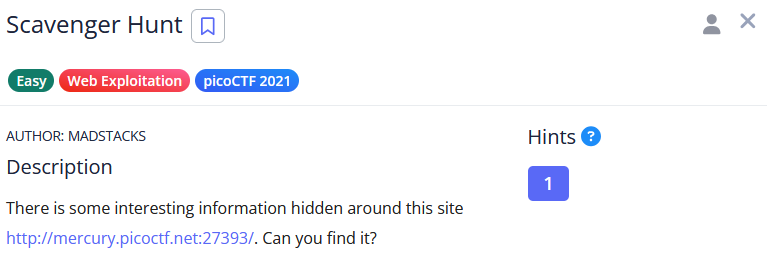 Scavenger Hunt
Easy Web Exploitation picoCTF 2021
AUTHOR: MADSTACKS
Description
There is some interesting information hidden around this site
http://mercury.picoctf.net:27393/. Can you find it?
Hints ?
1